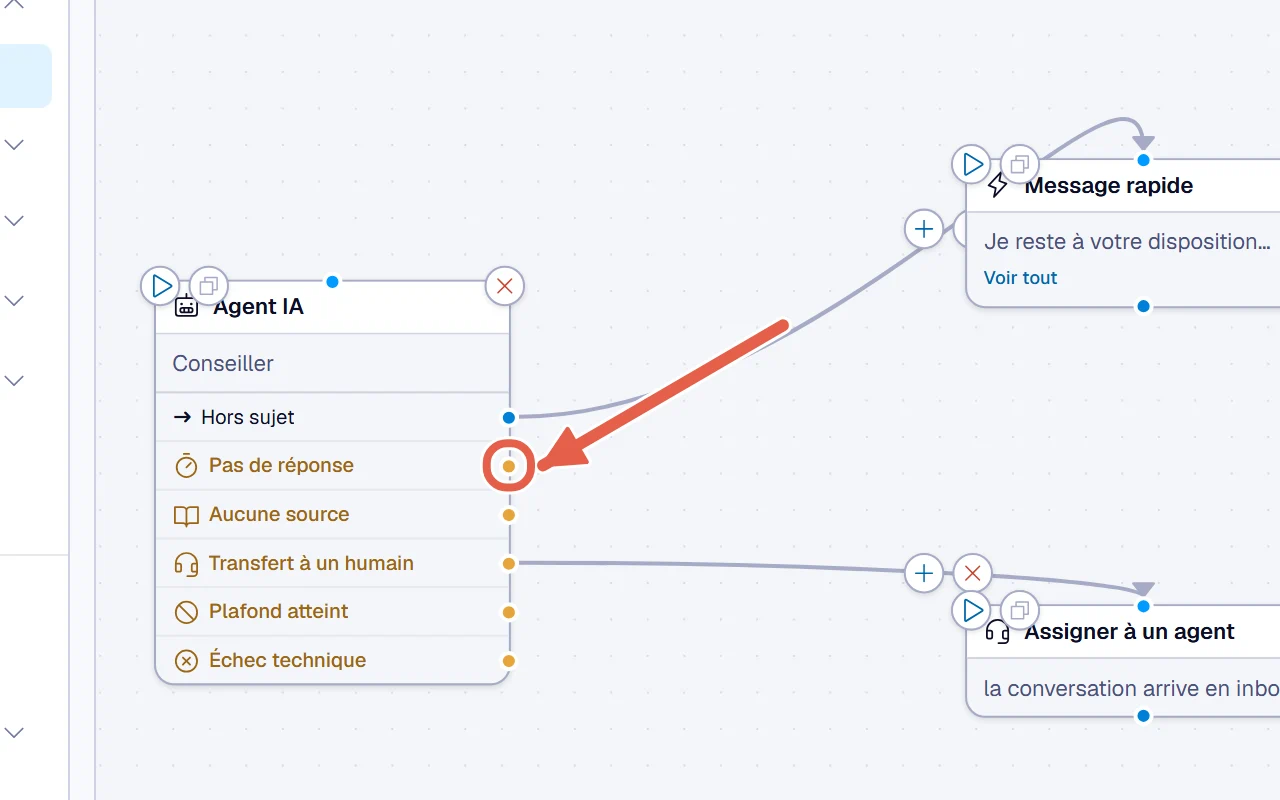 Message rapide
Je reste à votre disposition...
Voir tout
Agent IA
Conseiller
Hors sujet
Pas de réponse
Aucune source
Transfert à un humain
Plafond atteint
Échec technique
Assigner à un agent
la conversation arrive en inbo